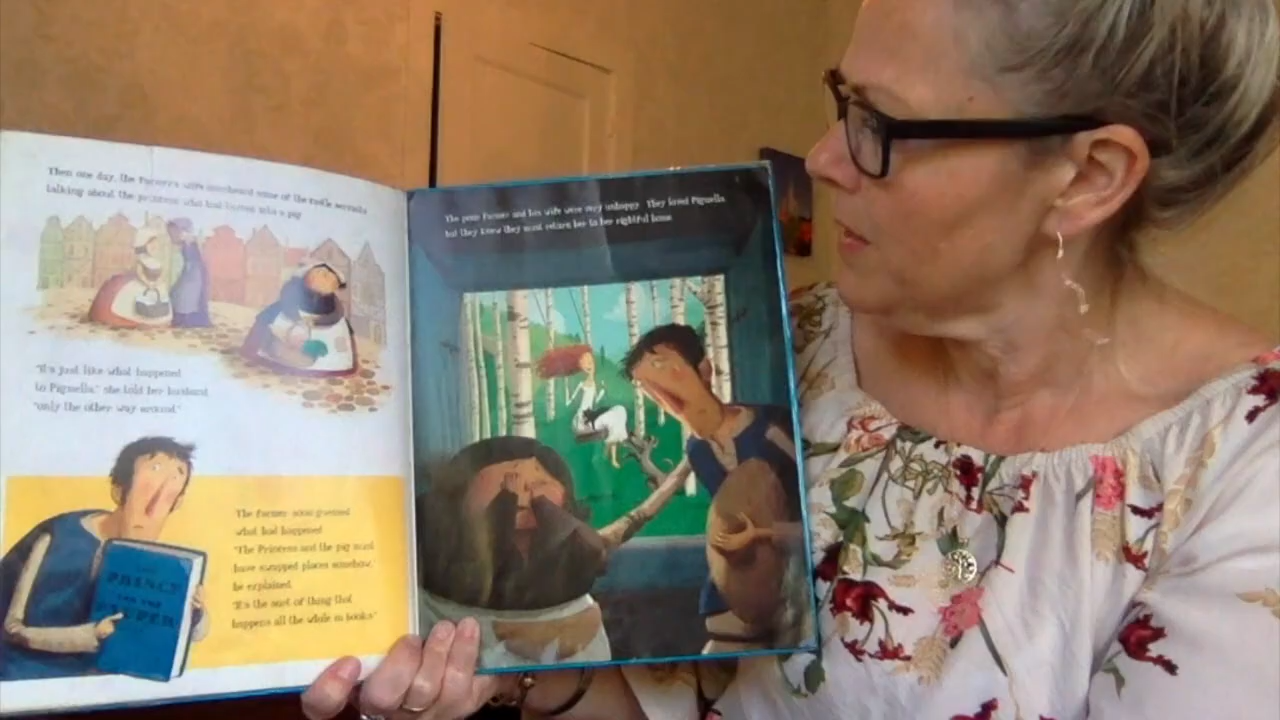 Then one day, the Farmer's wife overheard some of the castle servants
talking about the princess who had turned into a pig
"It's just like what happened
to Pigmella," she told her husband,
"only the other way around."
THE
PRINCE
AND THE
PAUPER
The Farmer soon guessed
what had happened
"The Princess and the pig must
have swapped places somehow,
he explained.
"It's the sort of thing that
happens all the while in books"
The poor Farmer and his wife were very unhappy. They loved Pigmella
but they knew they must return her to her rightful home